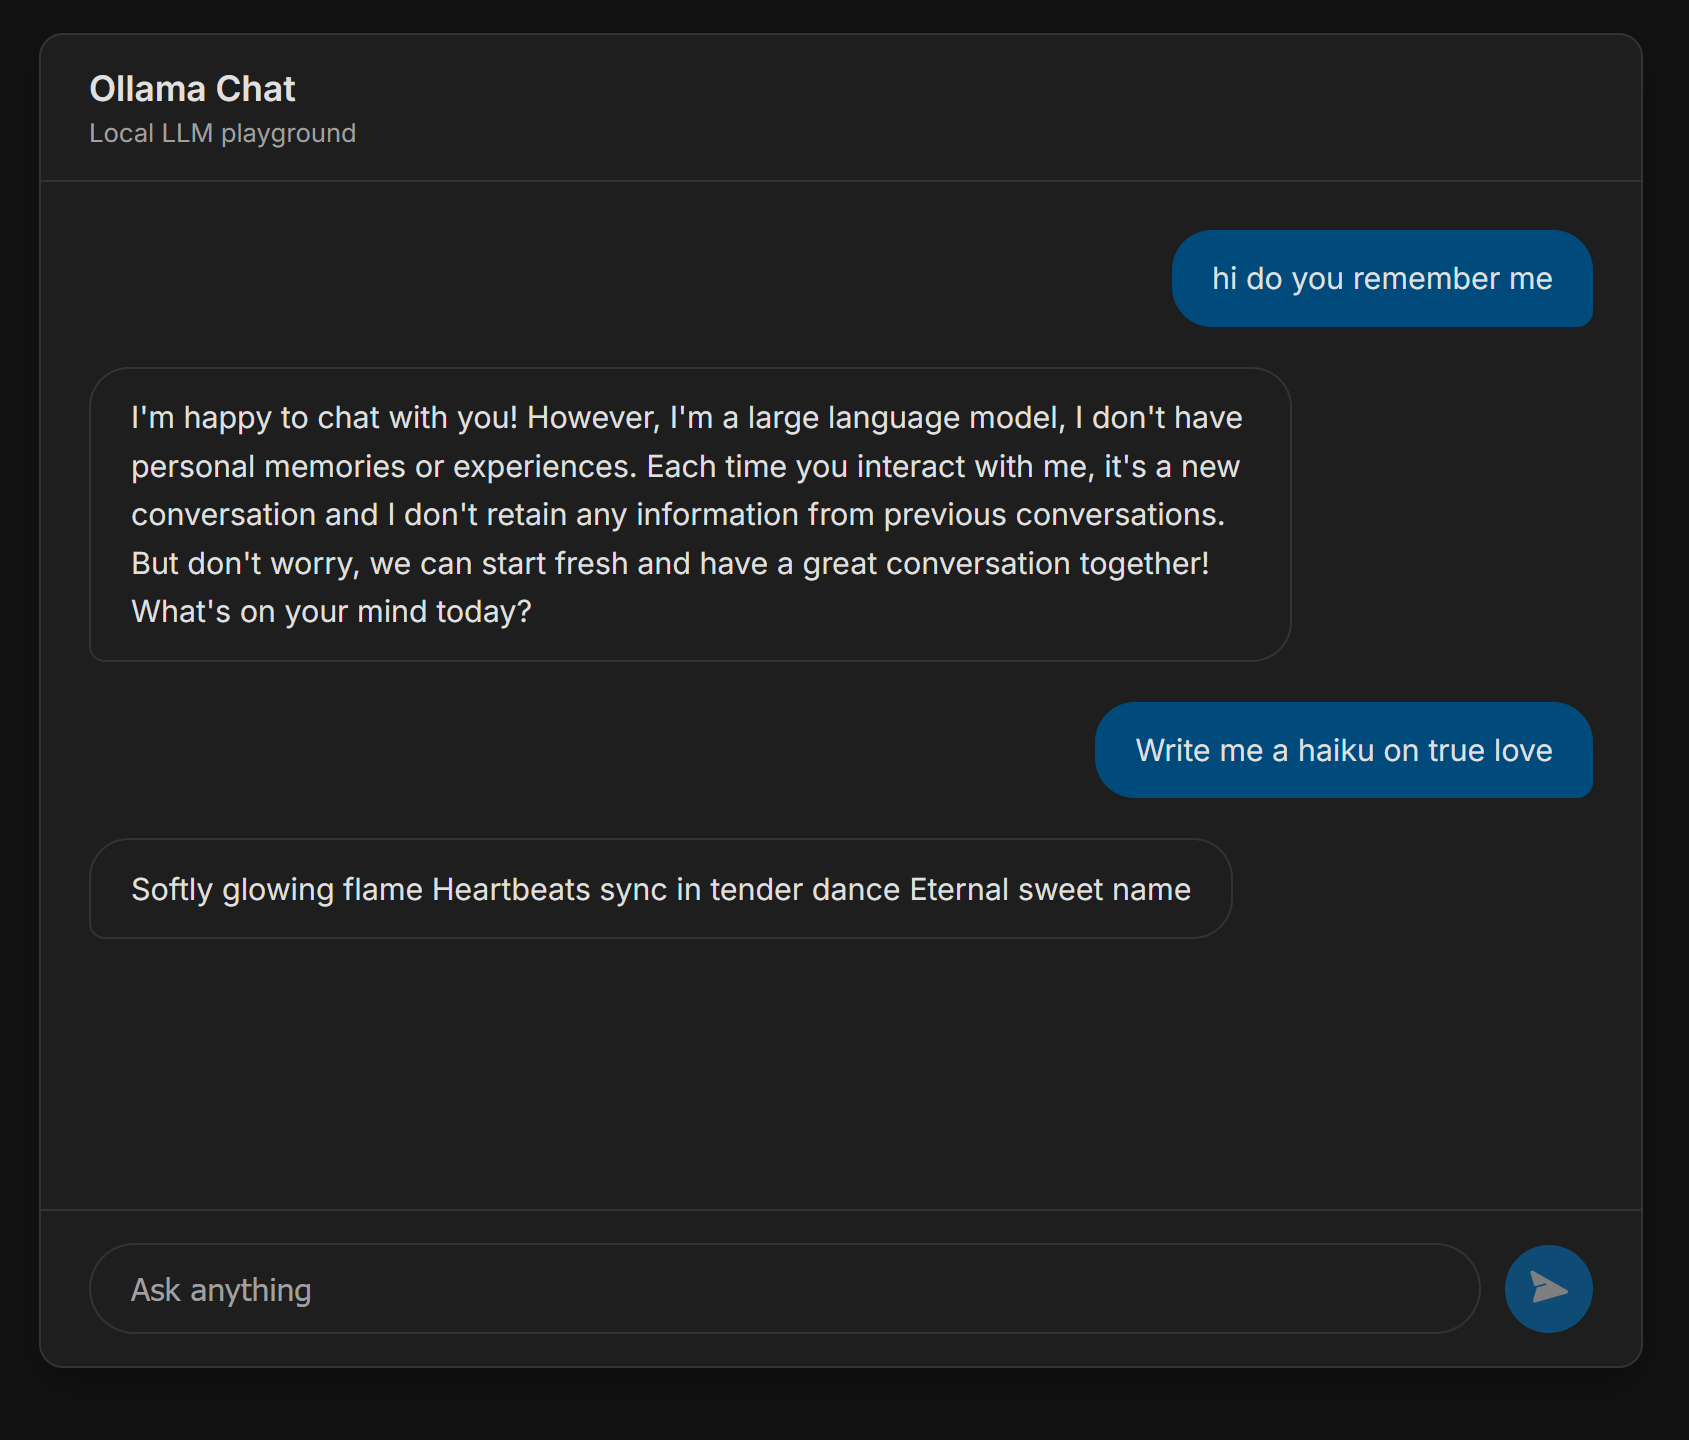 Ollama Chat
Local LLM playground
hi do you remember me
I'm happy to chat with you! However, I'm a large language model, I don't have
personal memories or experiences. Each time you interact with me, it's a new
conversation and I don't retain any information from previous conversations.
But don't worry, we can start fresh and have a great conversation together!
What's on your mind today?
Write me a haiku on true love
Softly glowing flame Heartbeats sync in tender dance Eternal sweet name
Ask anything